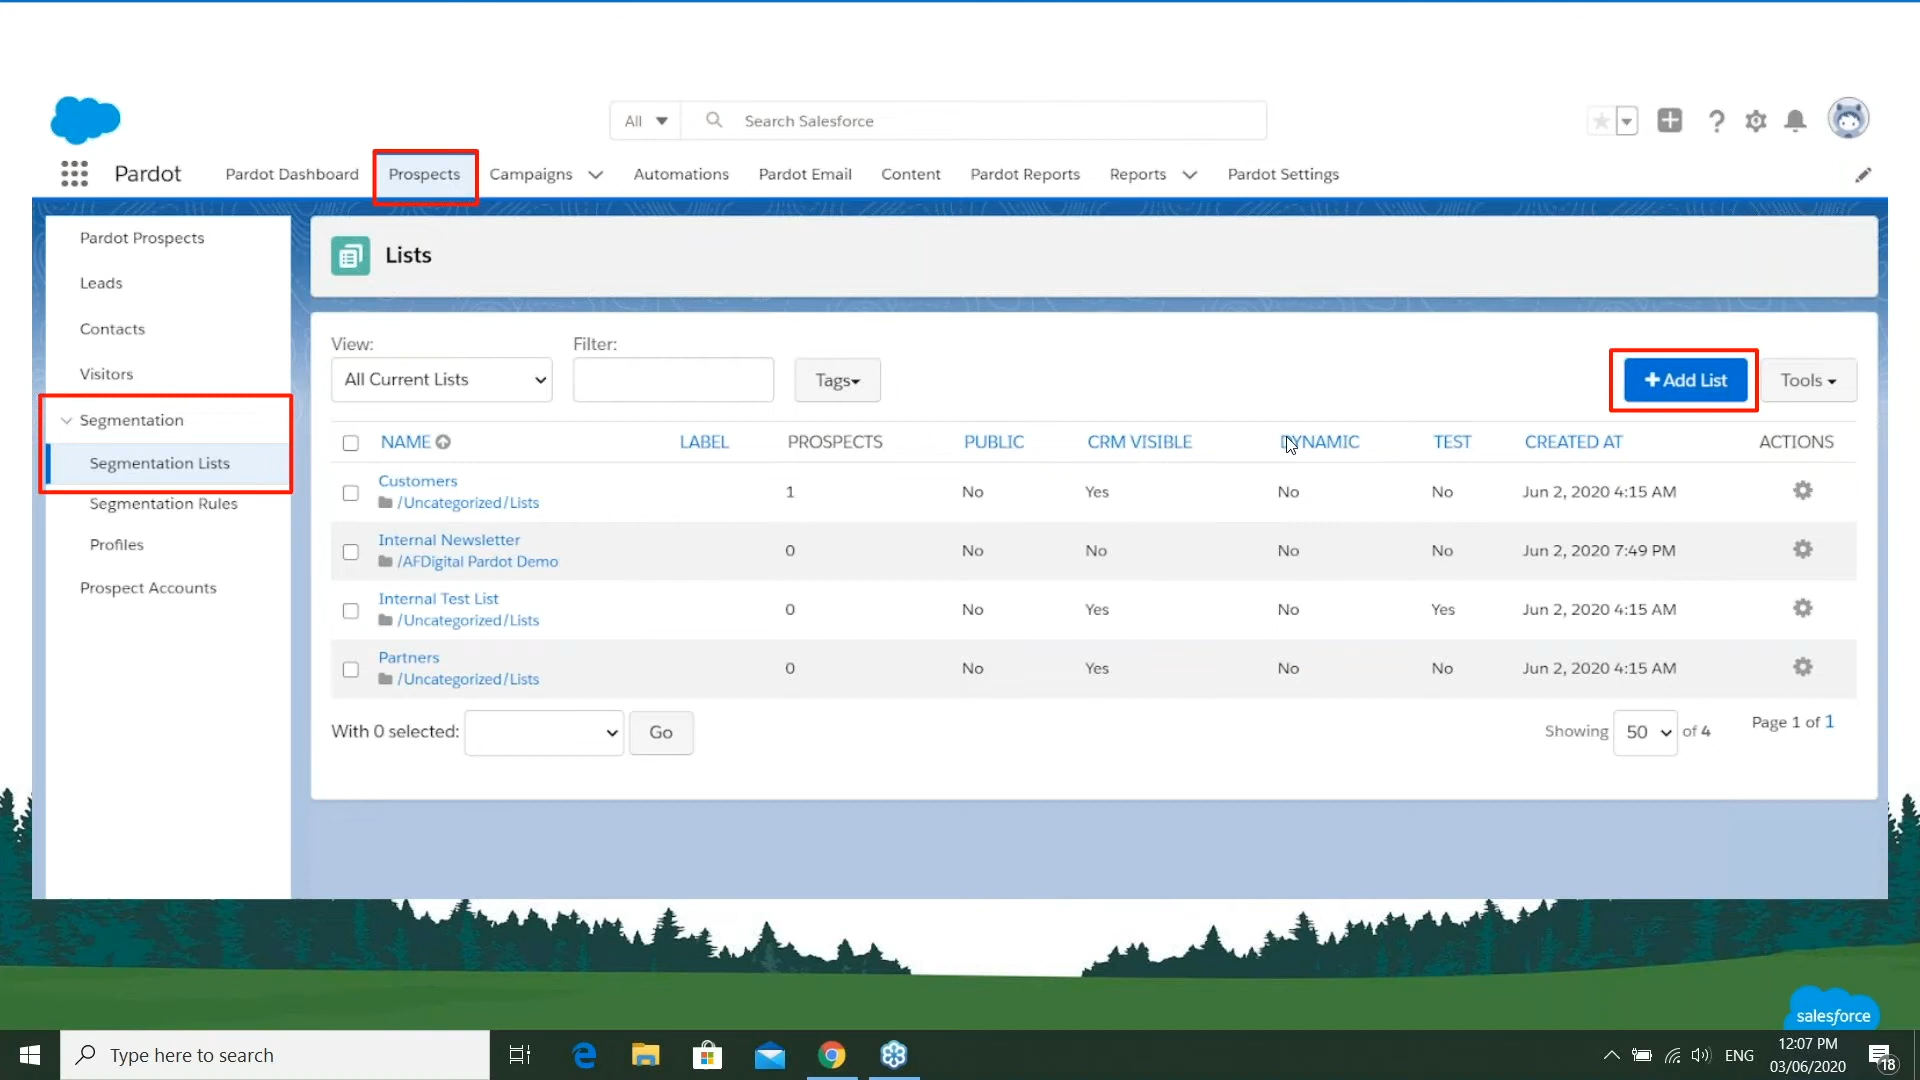 All
Search Salesforce
Pardot
Pardot Dashboard
Prospects
Campaigns
Automations
Pardot Email
Content
Pardot Reports
Reports
Pardot Settings
Pardot Prospects
Leads
Contacts
Visitors
Segmentation
Segmentation Lists
Segmentation Rules
Profiles
Prospect Accounts
Lists
View:
Filter:
All Current Lists
Tags
+Add List
Tools
NAME LABEL PROSPECTS PUBLIC CRM VISIBLE DYNAMIC TEST CREATED AT ACTIONS
Customers
/Uncategorized/Lists
1 No Yes No No Jun 2, 2020 4:15 AM
Internal Newsletter
/AFDigital Pardot Demo
0 No No No No Jun 2, 2020 7:49 PM
Internal Test List
/Uncategorized/Lists
0 No Yes No Yes Jun 2, 2020 4:15 AM
Partners
/Uncategorized/Lists
0 No Yes No No Jun 2, 2020 4:15 AM
With 0 selected:
Go
Showing 50 of 4
Page 1 of 1
salesforce
Type here to search
ENG
12:07 PM
03/06/2020
18